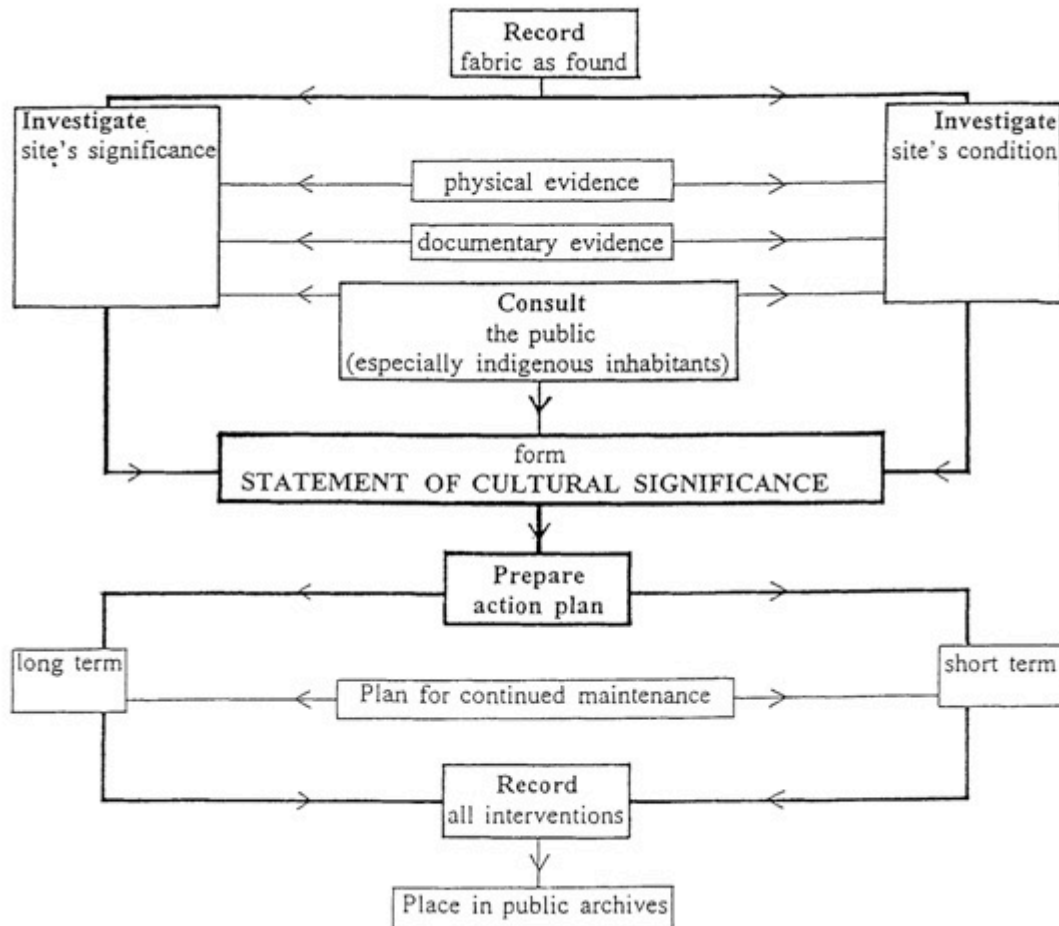 Record
fabric as found
Investigate
site's significance
Investigate
site's condition
physical evidence
documentary evidence
Consult
the public
(especially indigenous inhabitants)
form
STATEMENT OF CULTURAL SIGNIFICANCE
Prepare
action plan
long term
short term
Plan for continued maintenance
Record
all interventions
Place in public archives